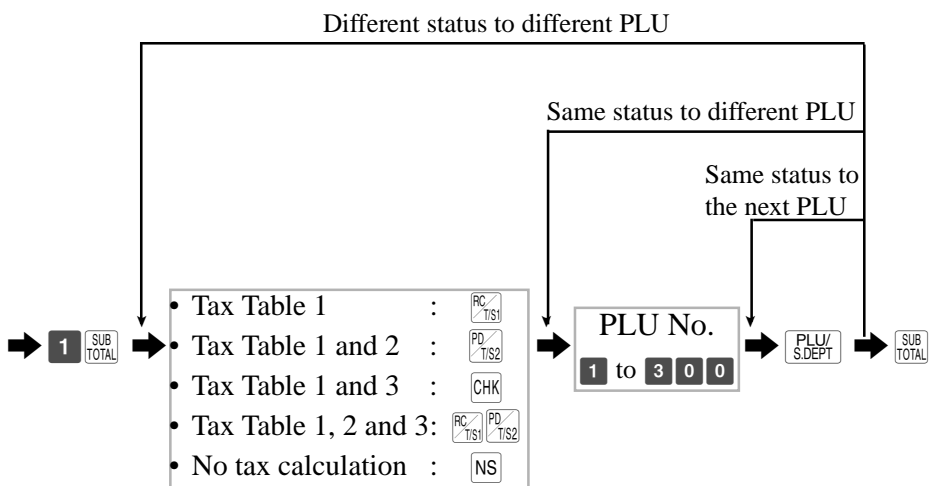 Different status to different PLU
Same status to different PLU
Same status to
the next PLU
1 SUB TOTAL
• Tax Table 1 : RC T/S1
• Tax Table 1 and 2 : PD T/S2
• Tax Table 1 and 3 : CHK
• Tax Table 1, 2 and 3: RC T/S1 PD T/S2
• No tax calculation : NS
PLU No.
1 to 3 0 0
PLU/ S.DEPT
SUB TOTAL